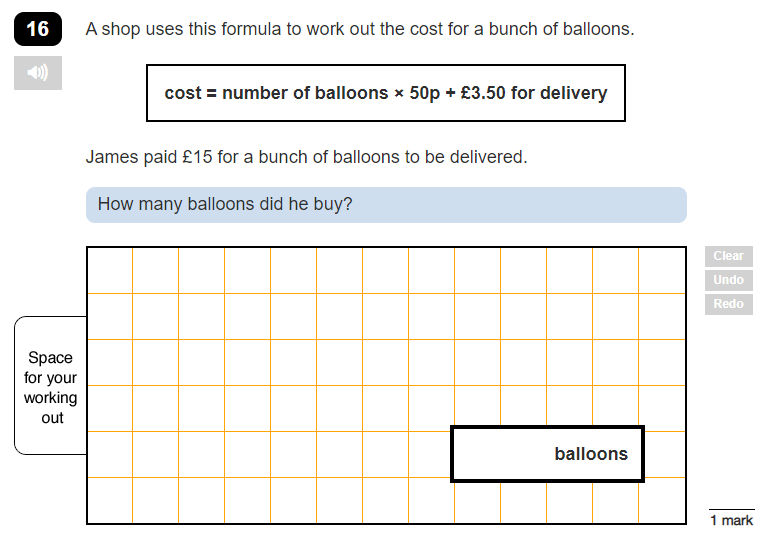 16
A shop uses this formula to work out the cost for a bunch of balloons.
cost = number of balloons × 50p + £3.50 for delivery
James paid £15 for a bunch of balloons to be delivered.
How many balloons did he buy?
Clear
Undo
Redo
Space
for your
working
out
balloons
1 mark